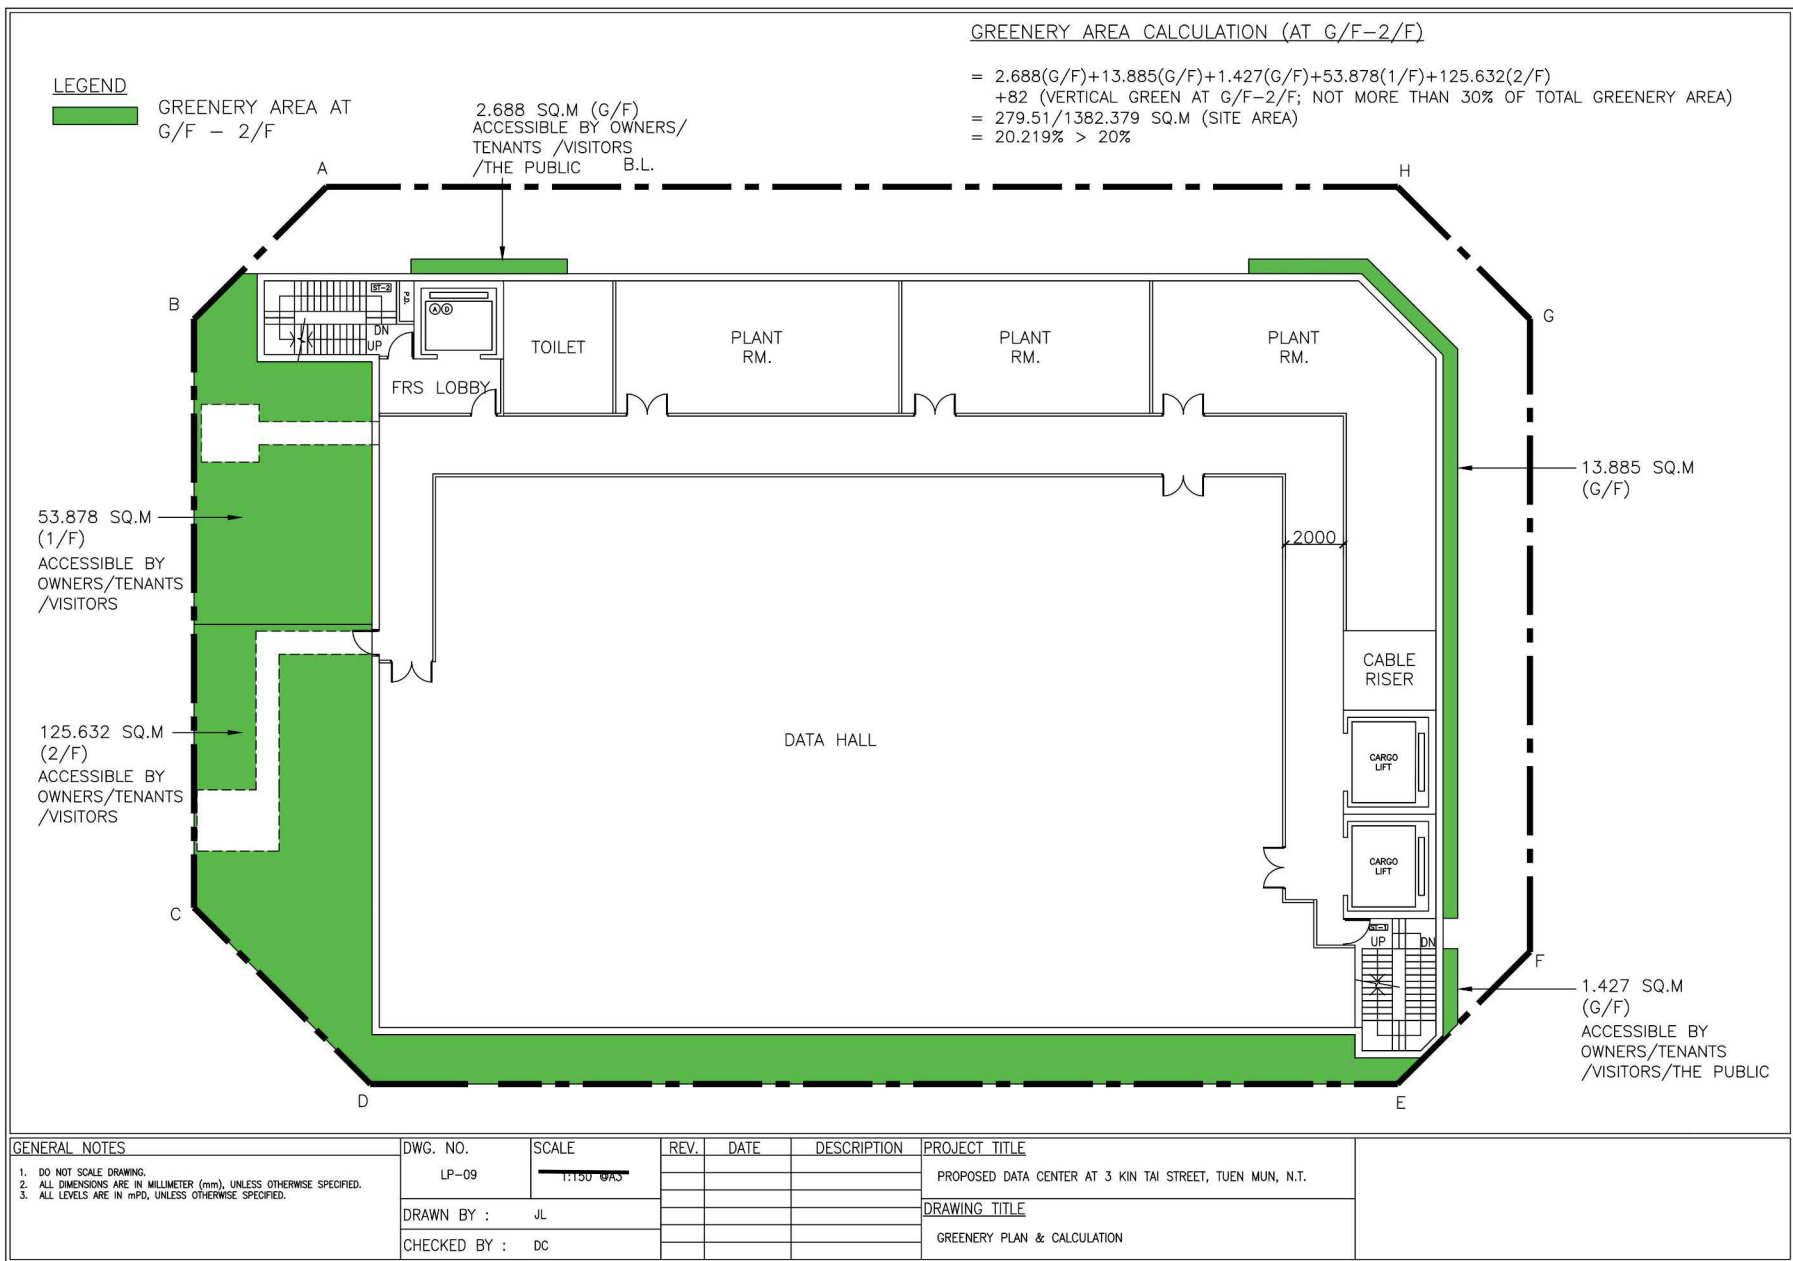 GREENERY AREA CALCULATION (AT G/F-2/F)
= 2.688(G/F)+13.885(G/F)+1.427(G/F)+53.878(1/F)+125.632(2/F)
+82 (VERTICAL GREEN AT G/F-2/F; NOT MORE THAN 30% OF TOTAL GREENERY AREA)
= 279.51/1382.379 SQ.M (SITE AREA)
= 20.219% > 20%
LEGEND
GREENERY AREA AT
G/F - 2/F
2.688 SQ.M (G/F)
ACCESSIBLE BY OWNERS/
TENANTS /VISITORS
/THE PUBLIC
B.L.
A
H
B
G
ST-2
P.D.
A D
DN
UP
TOILET
PLANT
RM.
PLANT
RM.
PLANT
RM.
FRS LOBBY
13.885 SQ.M
(G/F)
53.878 SQ.M
(1/F)
ACCESSIBLE BY
OWNERS/TENANTS
/VISITORS
2000
CABLE
RISER
125.632 SQ.M
(2/F)
ACCESSIBLE BY
OWNERS/TENANTS
/VISITORS
DATA HALL
CARGO
LIFT
CARGO
LIFT
C
ST-1
UP
DN
F
1.427 SQ.M
(G/F)
ACCESSIBLE BY
OWNERS/TENANTS
/VISITORS/THE PUBLIC
D
E
GENERAL NOTES
1. DO NOT SCALE DRAWING.
2. ALL DIMENSIONS ARE IN MILLIMETER (mm), UNLESS OTHERWISE SPECIFIED.
3. ALL LEVELS ARE IN mPD, UNLESS OTHERWISE SPECIFIED.
DWG. NO.
LP-09
SCALE
1:150 @A3
DRAWN BY : JL
CHECKED BY : DC
REV. DATE DESCRIPTION
PROJECT TITLE
PROPOSED DATA CENTER AT 3 KIN TAI STREET, TUEN MUN, N.T.
DRAWING TITLE
GREENERY PLAN & CALCULATION